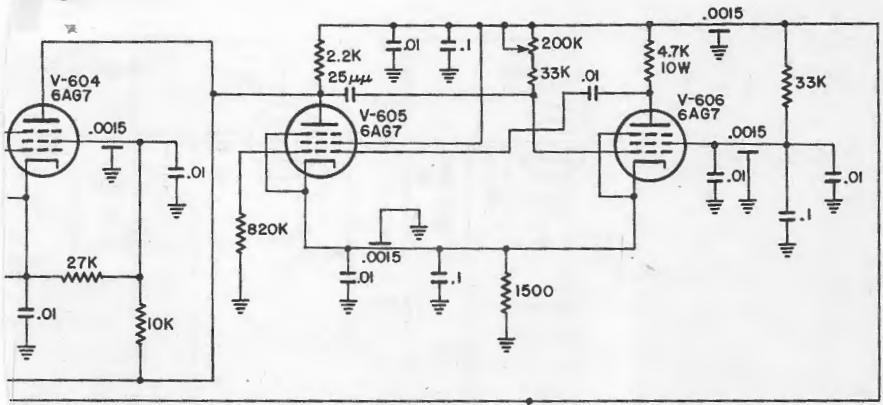 .0015
V-604
6AG7
2.2K
.01
.1
200K
4.7K
10W
25μμ
33K
.01
V-606
6AG7
33K
V-605
6AG7
.0015
.0015
.01
.01
.01
820K
.1
27K
.0015
.01
.1
1500
.01
10K